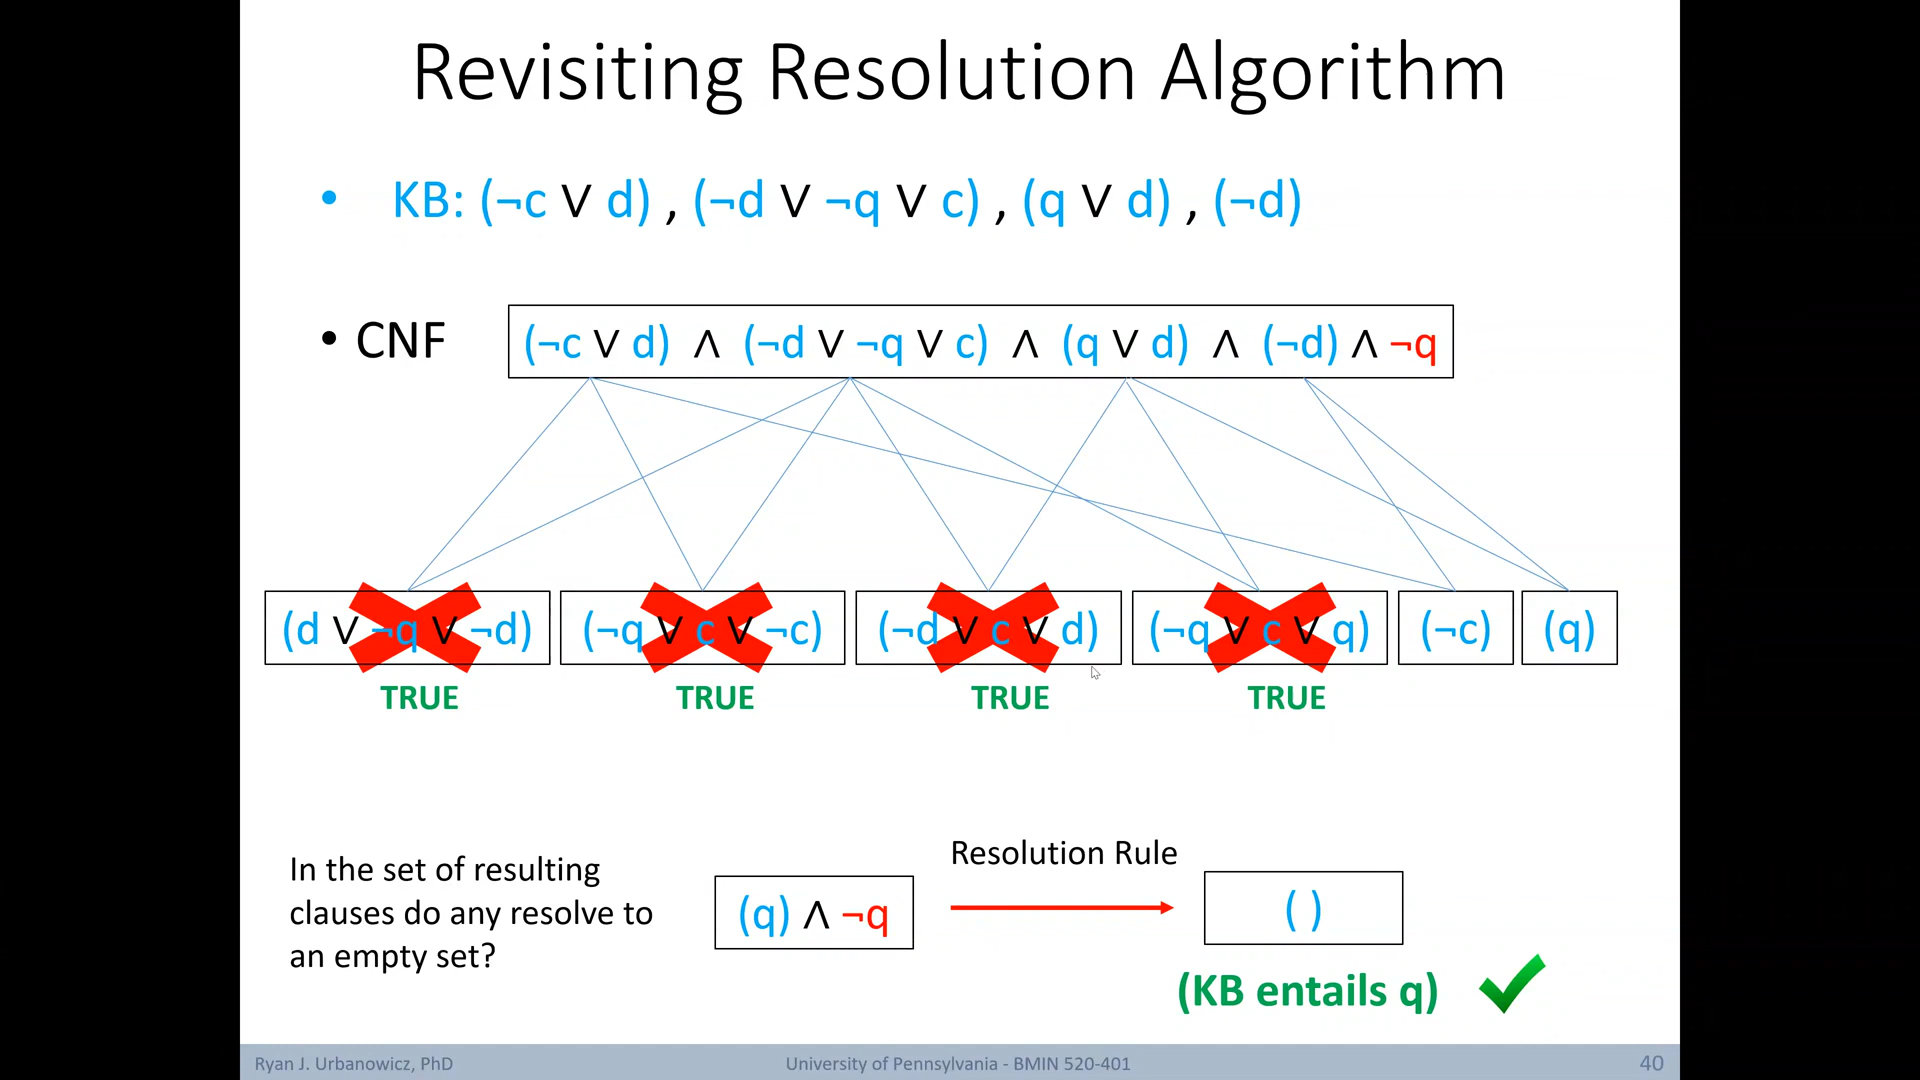 Revisiting Resolution Algorithm
• KB: (¬c ∨ d) , (¬d ∨ ¬q ∨ c) , (q ∨ d) , (¬d)
• CNF (¬c ∨ d) ∧ (¬d ∨ ¬q ∨ c) ∧ (q ∨ d) ∧ (¬d) ∧ ¬q
(d ∨ ¬q ∨ ¬d) (¬q ∨ c ∨ ¬c) (¬d ∨ c ∨ d) (¬q ∨ c ∨ q) (¬c) (q)
TRUE TRUE TRUE TRUE
In the set of resulting
clauses do any resolve to
an empty set?
(q) ∧ ¬q
Resolution Rule
( )
(KB entails q)
Ryan J. Urbanowicz, PhD University of Pennsylvania - BMIN 520-401 40